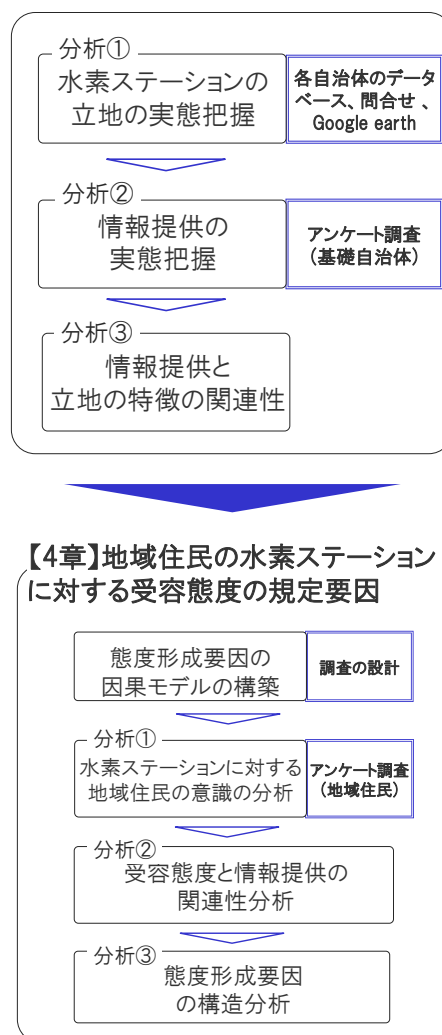 分析①
水素ステーションの
立地の実態把握
各自治体のデータ
ベース、問合せ 、
Google earth
分析②
情報提供の
実態把握
アンケート調査
（基礎自治体）
分析③
情報提供と
立地の特徴の関連性
【4章】地域住民の水素ステーション
に対する受容態度の規定要因
態度形成要因の
因果モデルの構築
調査の設計
分析①
水素ステーションに対する
地域住民の意識の分析
アンケート調査
（地域住民）
分析②
受容態度と情報提供の
関連性分析
分析③
態度形成要因
の構造分析